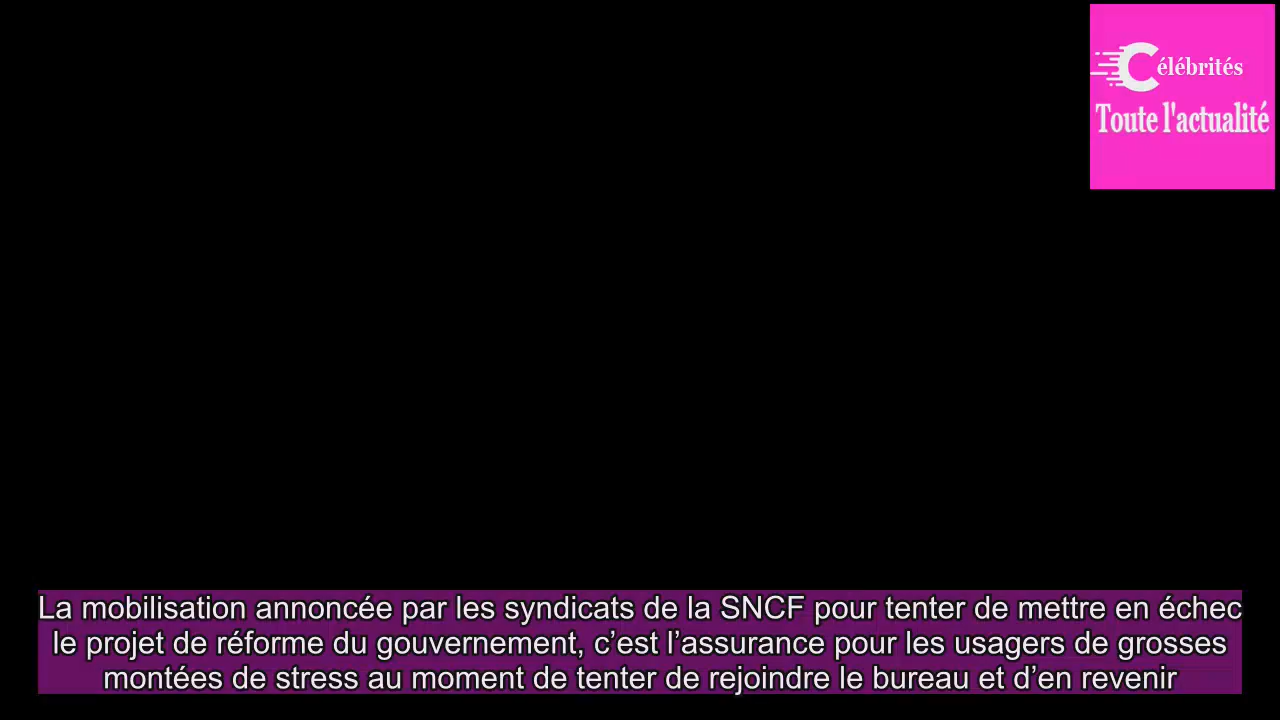 Célébrités
Toute l'actualité
La mobilisation annoncée par les syndicats de la SNCF pour tenter de mettre en échec
le projet de réforme du gouvernement, c’est l’assurance pour les usagers de grosses
montées de stress au moment de tenter de rejoindre le bureau et d’en revenir